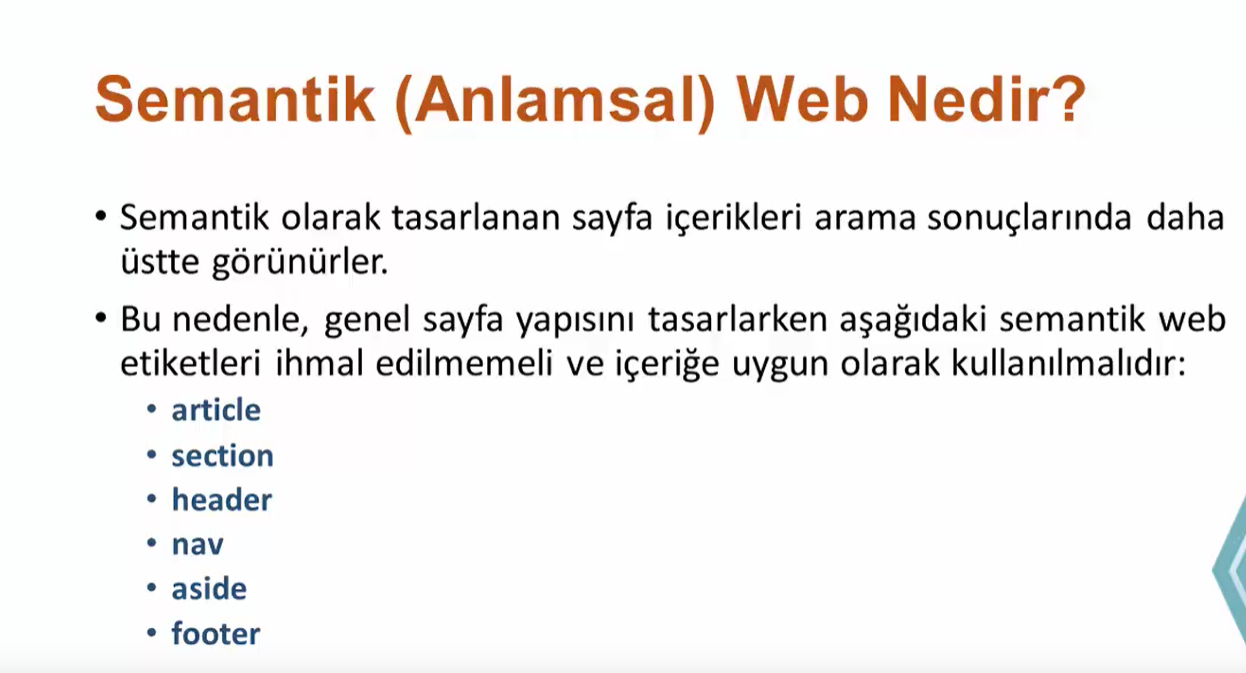 Semantik (Anlamsal) Web Nedir?
• Semantik olarak tasarlanan sayfa içerikleri arama sonuçlarında daha
üstte görünürler.
• Bu nedenle, genel sayfa yapısını tasarlarken aşağıdaki semantik web
etiketleri ihmal edilmemeli ve içeriğe uygun olarak kullanılmalıdır:
• article
• section
• header
• nav
• aside
• footer